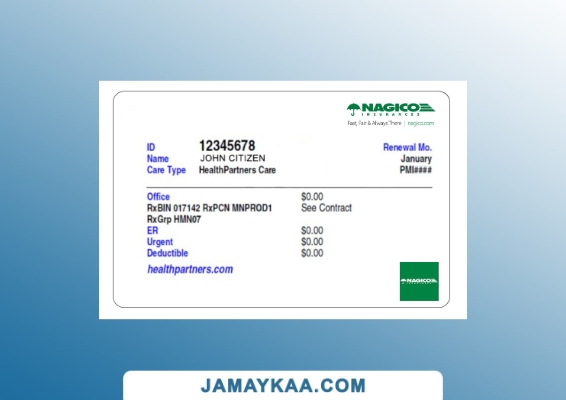 NAGICO
INSURANCES
Fast, Fair & Always There | nagico.com
ID 12345678 Renewal Mo.
Name JOHN CITIZEN January
Care Type HealthPartners Care PMI####
Office $0.00
RxBIN 017142 RxPCN MNPROD1 See Contract
RxGrp HMN07
ER $0.00
Urgent $0.00
Deductible $0.00
healthpartners.com
NAGICO
JAMAYKAA.COM